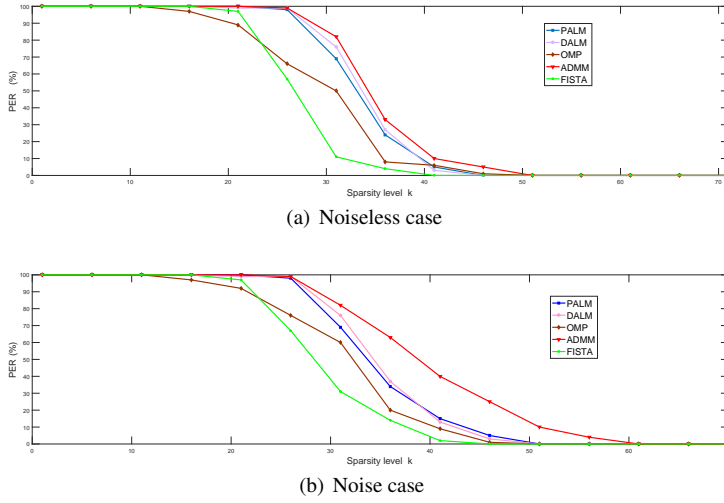 100
90
80
70
60
50
40
30
20
10
0
PER (%)
PALM
DALM
OMP
ADMM
FISTA
0 10 20 30 40 50 60 70
Sparsity level k
(a) Noiseless case
100
90
80
70
60
50
40
30
20
10
0
PER (%)
PALM
DALM
OMP
ADMM
FISTA
0 10 20 30 40 50 60
Sparsity level k
(b) Noise case